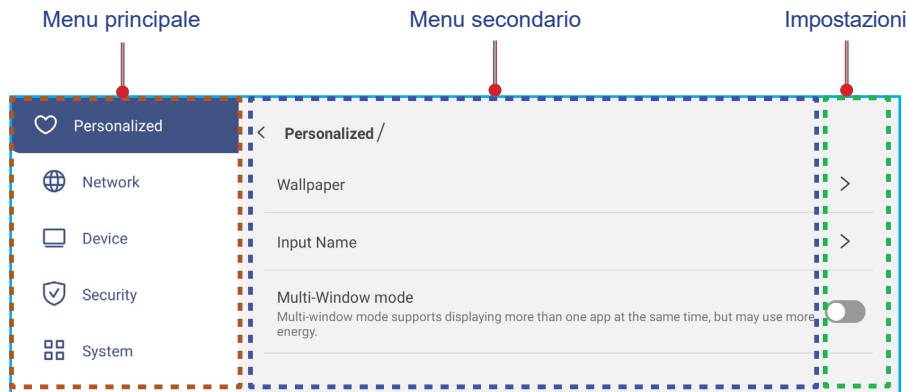 Menu principale
Menu secondario
Impostazioni
Personalized
Personalized /
Network
Wallpaper
Device
Input Name
Security
Multi-Window mode
Multi-window mode supports displaying more than one app at the same time, but may use more
energy.
System